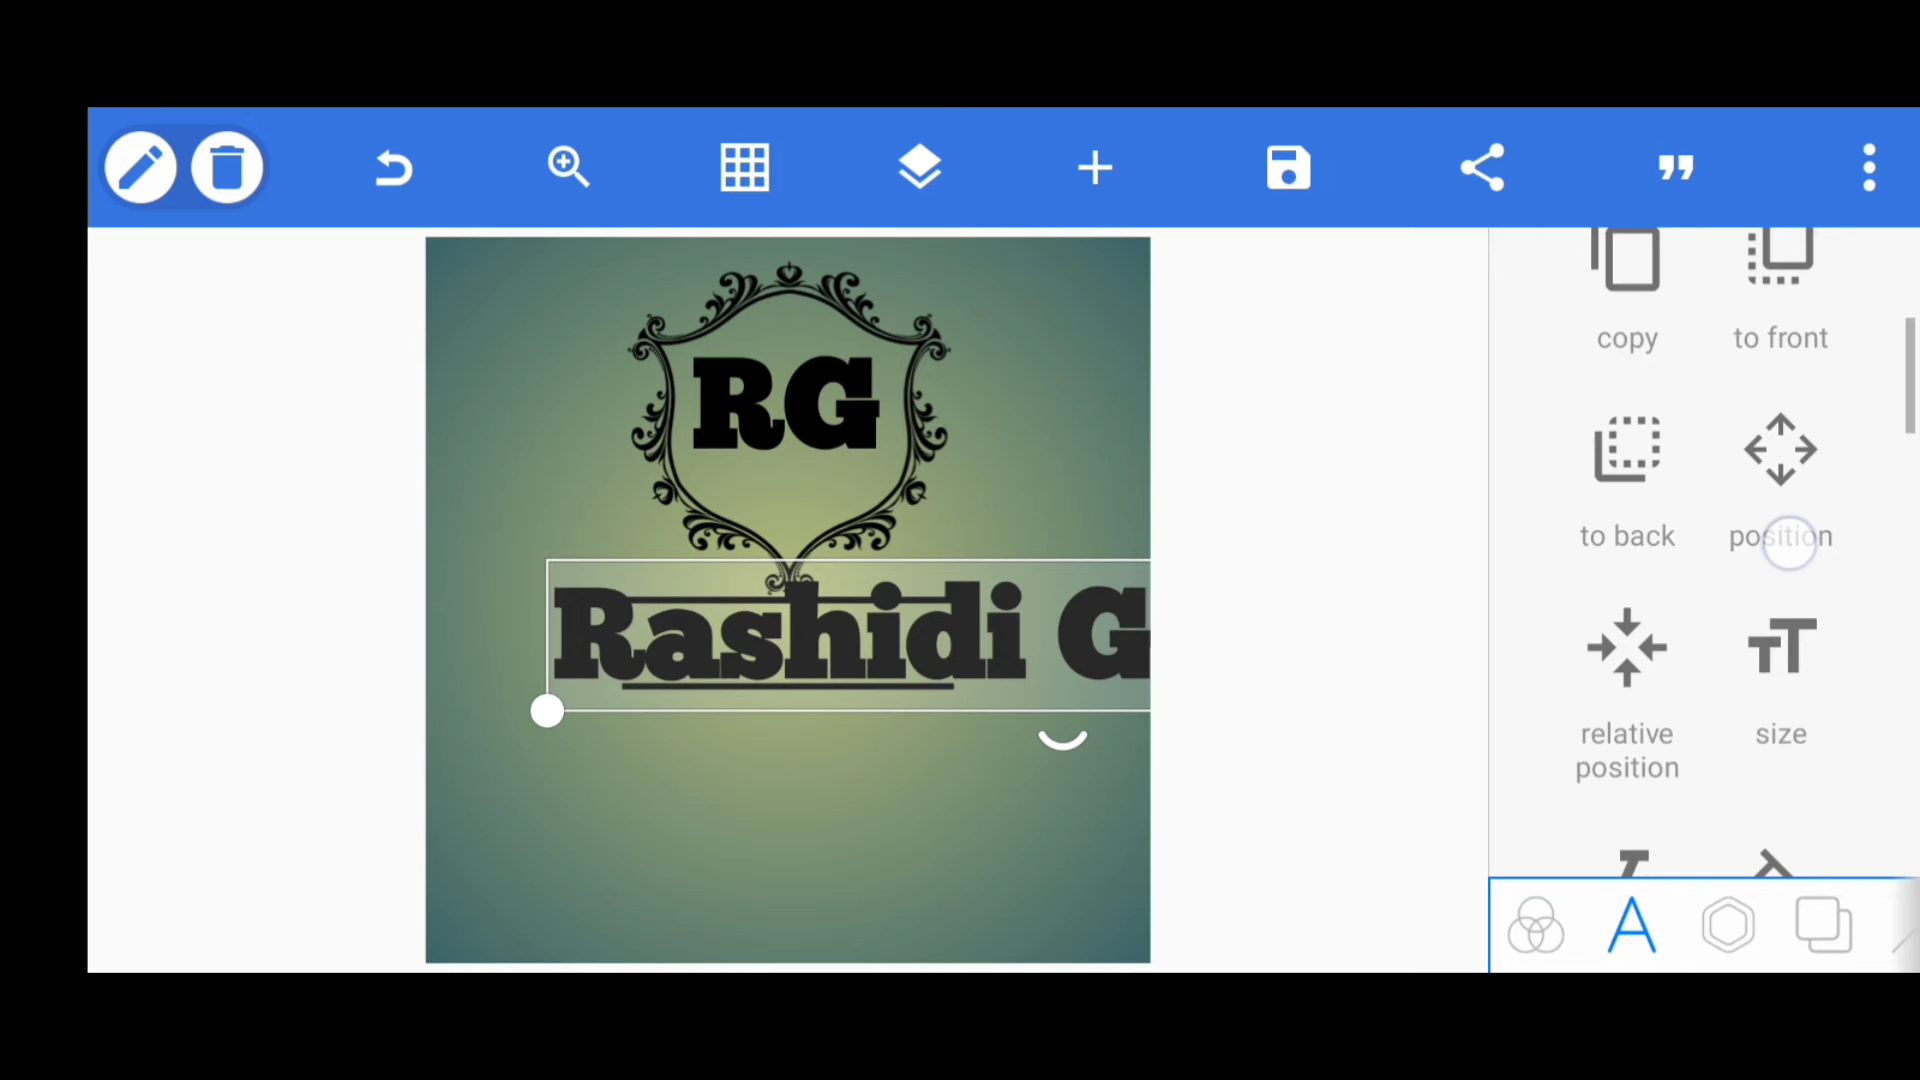 copy
to front
RG
to back
position
Rashidi G
relative
position
size